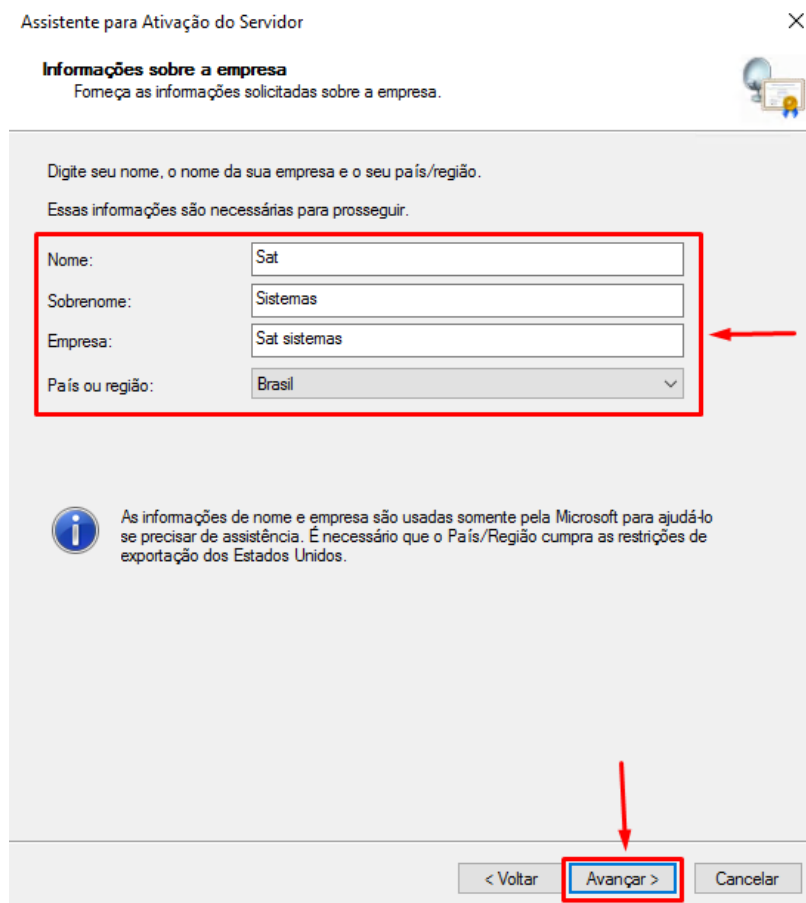 Assistente para Ativação do Servidor
Informações sobre a empresa
Forneça as informações solicitadas sobre a empresa.
Digite seu nome, o nome da sua empresa e o seu país/região.
Essas informações são necessárias para prosseguir.
Nome: Sat
Sobrenome: Sistemas
Empresa: Sat sistemas
País ou região: Brasil
As informações de nome e empresa são usadas somente pela Microsoft para ajudá-lo
se precisar de assistência. É necessário que o País/Região cumpra as restrições de
exportação dos Estados Unidos.
< Voltar Avançar > Cancelar